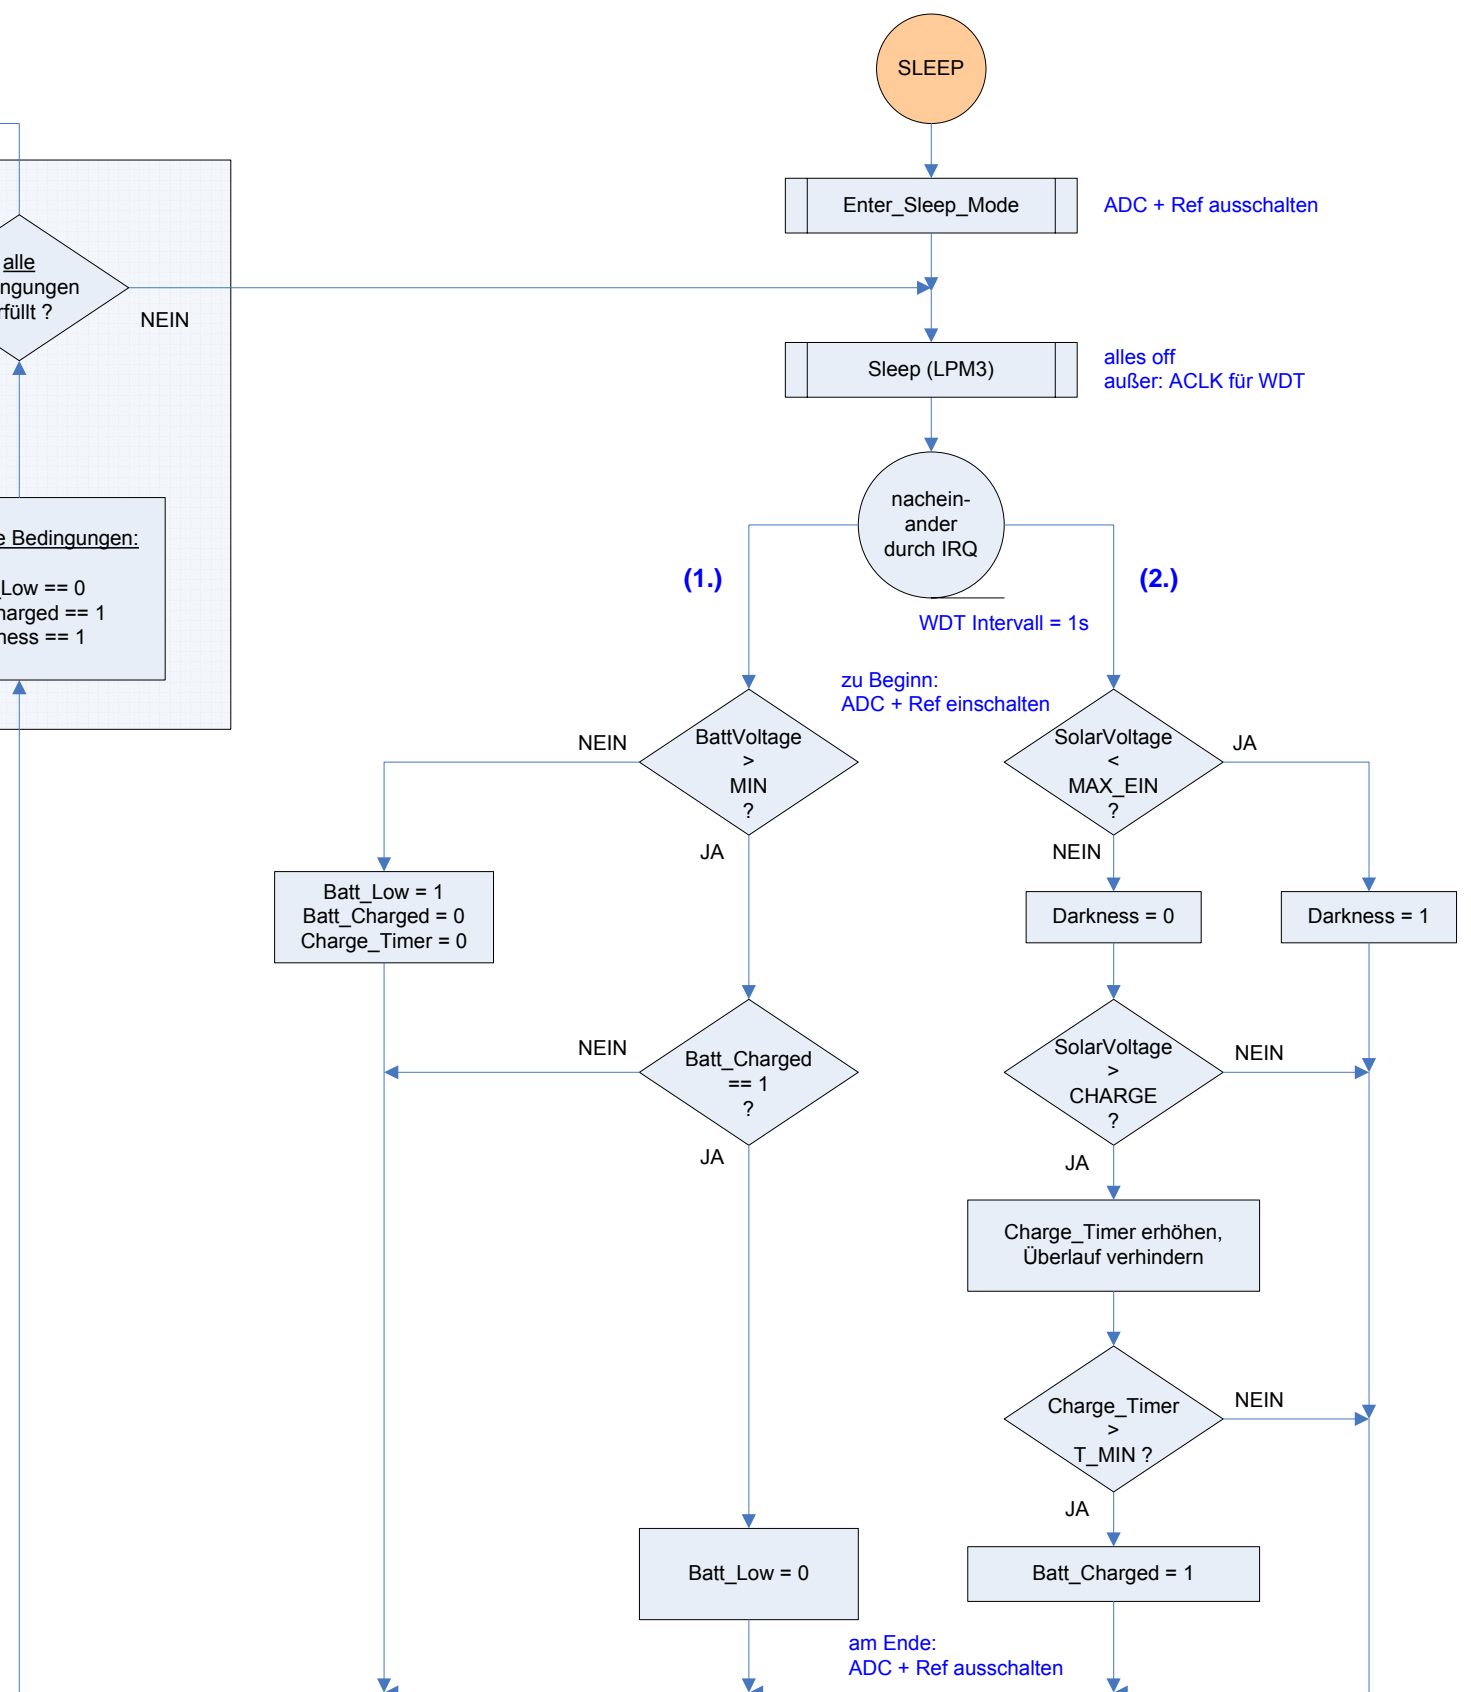 SLEEP
Enter_Sleep_Mode
ADC + Ref ausschalten
alle
ngungen
füllt ?
NEIN
Sleep (LPM3)
alles off
außer: ACLK für WDT
nachein-
ander
durch IRQ
(1.)
(2.)
WDT Intervall = 1s
e Bedingungen:
Low == 0
arged == 1
ness == 1
zu Beginn:
ADC + Ref einschalten
NEIN
BattVoltage
>
MIN
?
JA
SolarVoltage
<
MAX_EIN
?
JA
NEIN
Batt_Low = 1
Batt_Charged = 0
Charge_Timer = 0
Darkness = 0
Darkness = 1
NEIN
Batt_Charged
== 1
?
JA
SolarVoltage
>
CHARGE
?
NEIN
JA
Charge_Timer erhöhen,
Überlauf verhindern
Charge_Timer
>
T_MIN ?
NEIN
JA
Batt_Low = 0
Batt_Charged = 1
am Ende:
ADC + Ref ausschalten